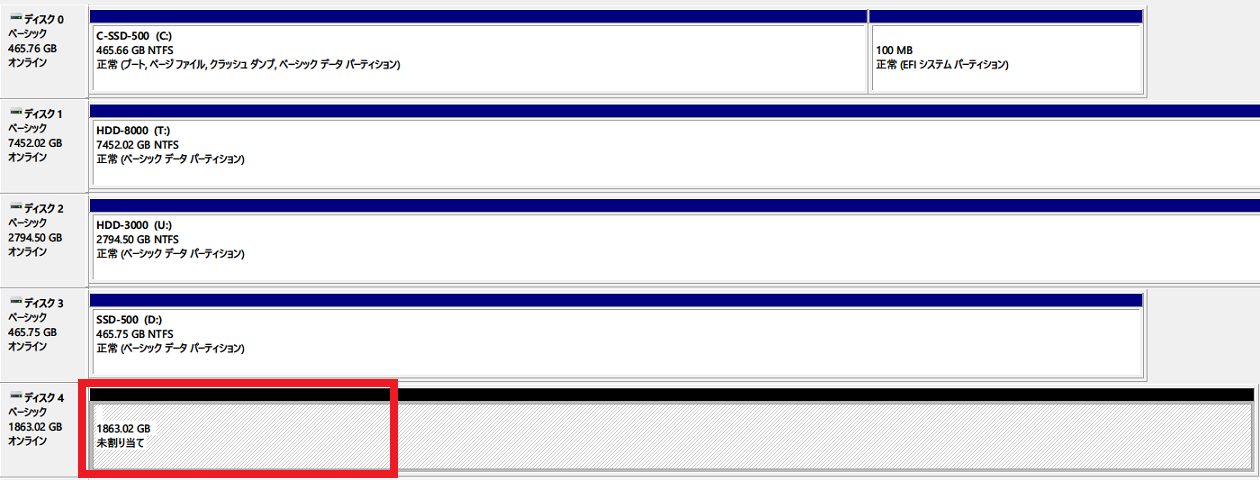 ディスク 0
ベーシック
465.76 GB
オンライン
C-SSD-500 (C:)
465.66 GB NTFS
正常 (ブート, ページ ファイル, クラッシュ ダンプ, ベーシック データ パーティション)
100 MB
正常 (EFI システム パーティション)
ディスク 1
ベーシック
7452.02 GB
オンライン
HDD-8000 (T:)
7452.02 GB NTFS
正常 (ベーシック データ パーティション)
ディスク 2
ベーシック
2794.50 GB
オンライン
HDD-3000 (U:)
2794.50 GB NTFS
正常 (ベーシック データ パーティション)
ディスク 3
ベーシック
465.75 GB
オンライン
SSD-500 (D:)
465.75 GB NTFS
正常 (ベーシック データ パーティション)
ディスク 4
ベーシック
1863.02 GB
オンライン
1863.02 GB
未割り当て